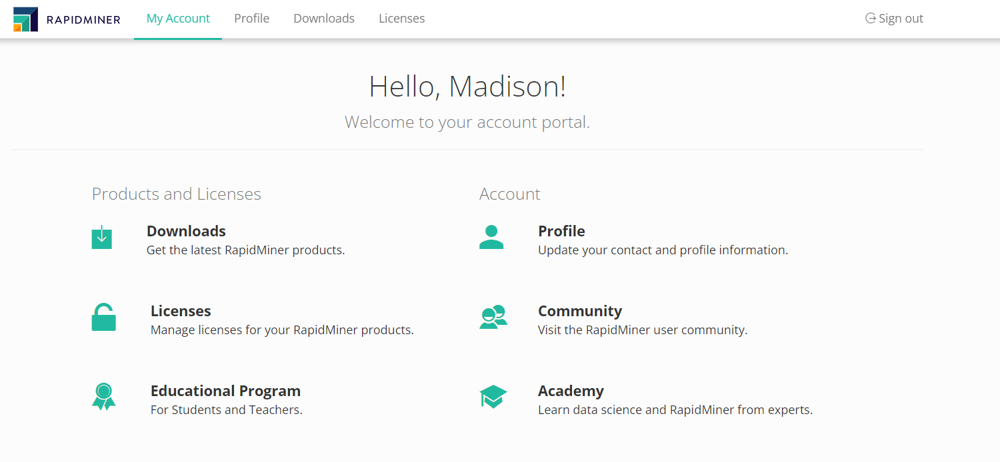 RAPIDMINER
My Account
Profile
Downloads
Licenses
Sign out
Hello, Madison!
Welcome to your account portal.
Products and Licenses
Downloads
Get the latest RapidMiner products.
Licenses
Manage licenses for your RapidMiner products.
Educational Program
For Students and Teachers.
Account
Profile
Update your contact and profile information.
Community
Visit the RapidMiner user community.
Academy
Learn data science and RapidMiner from experts.